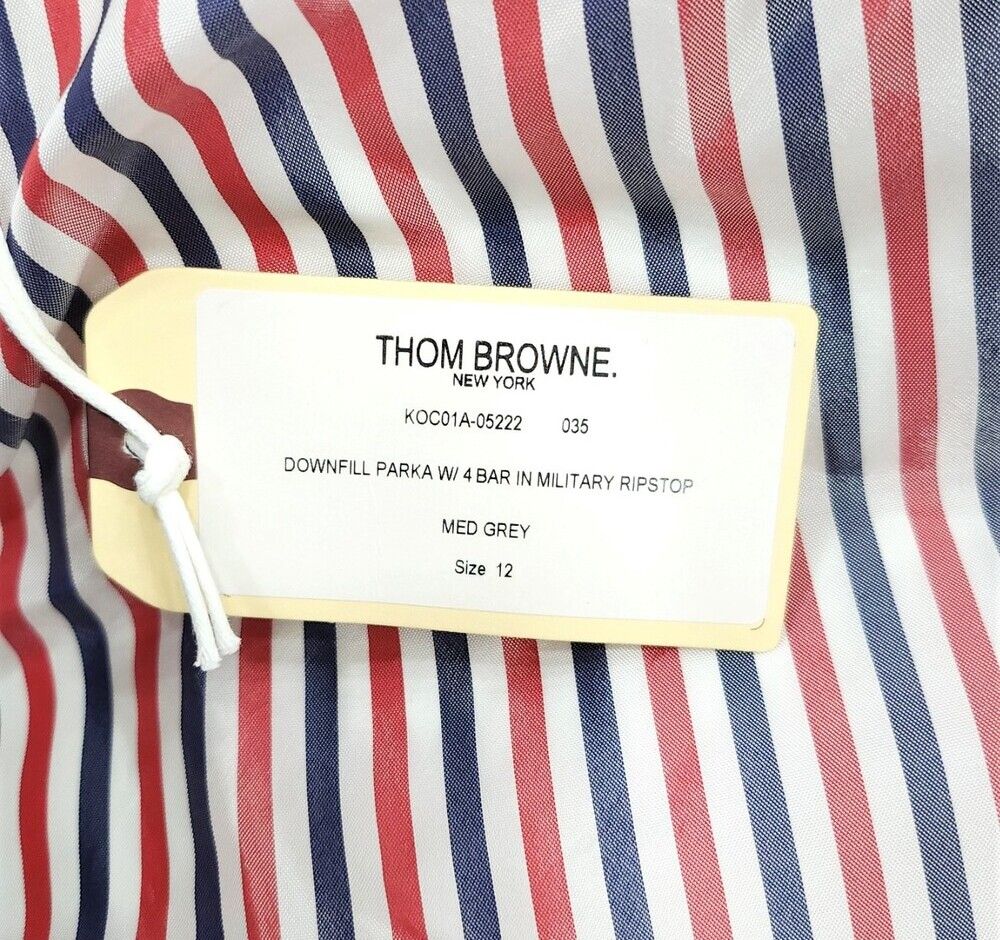 THOM BROWNE.
NEW YORK
KOC01A-05222 035
DOWNFILL PARKA W/ 4 BAR IN MILITARY RIPSTOP
MED GREY
Size 12